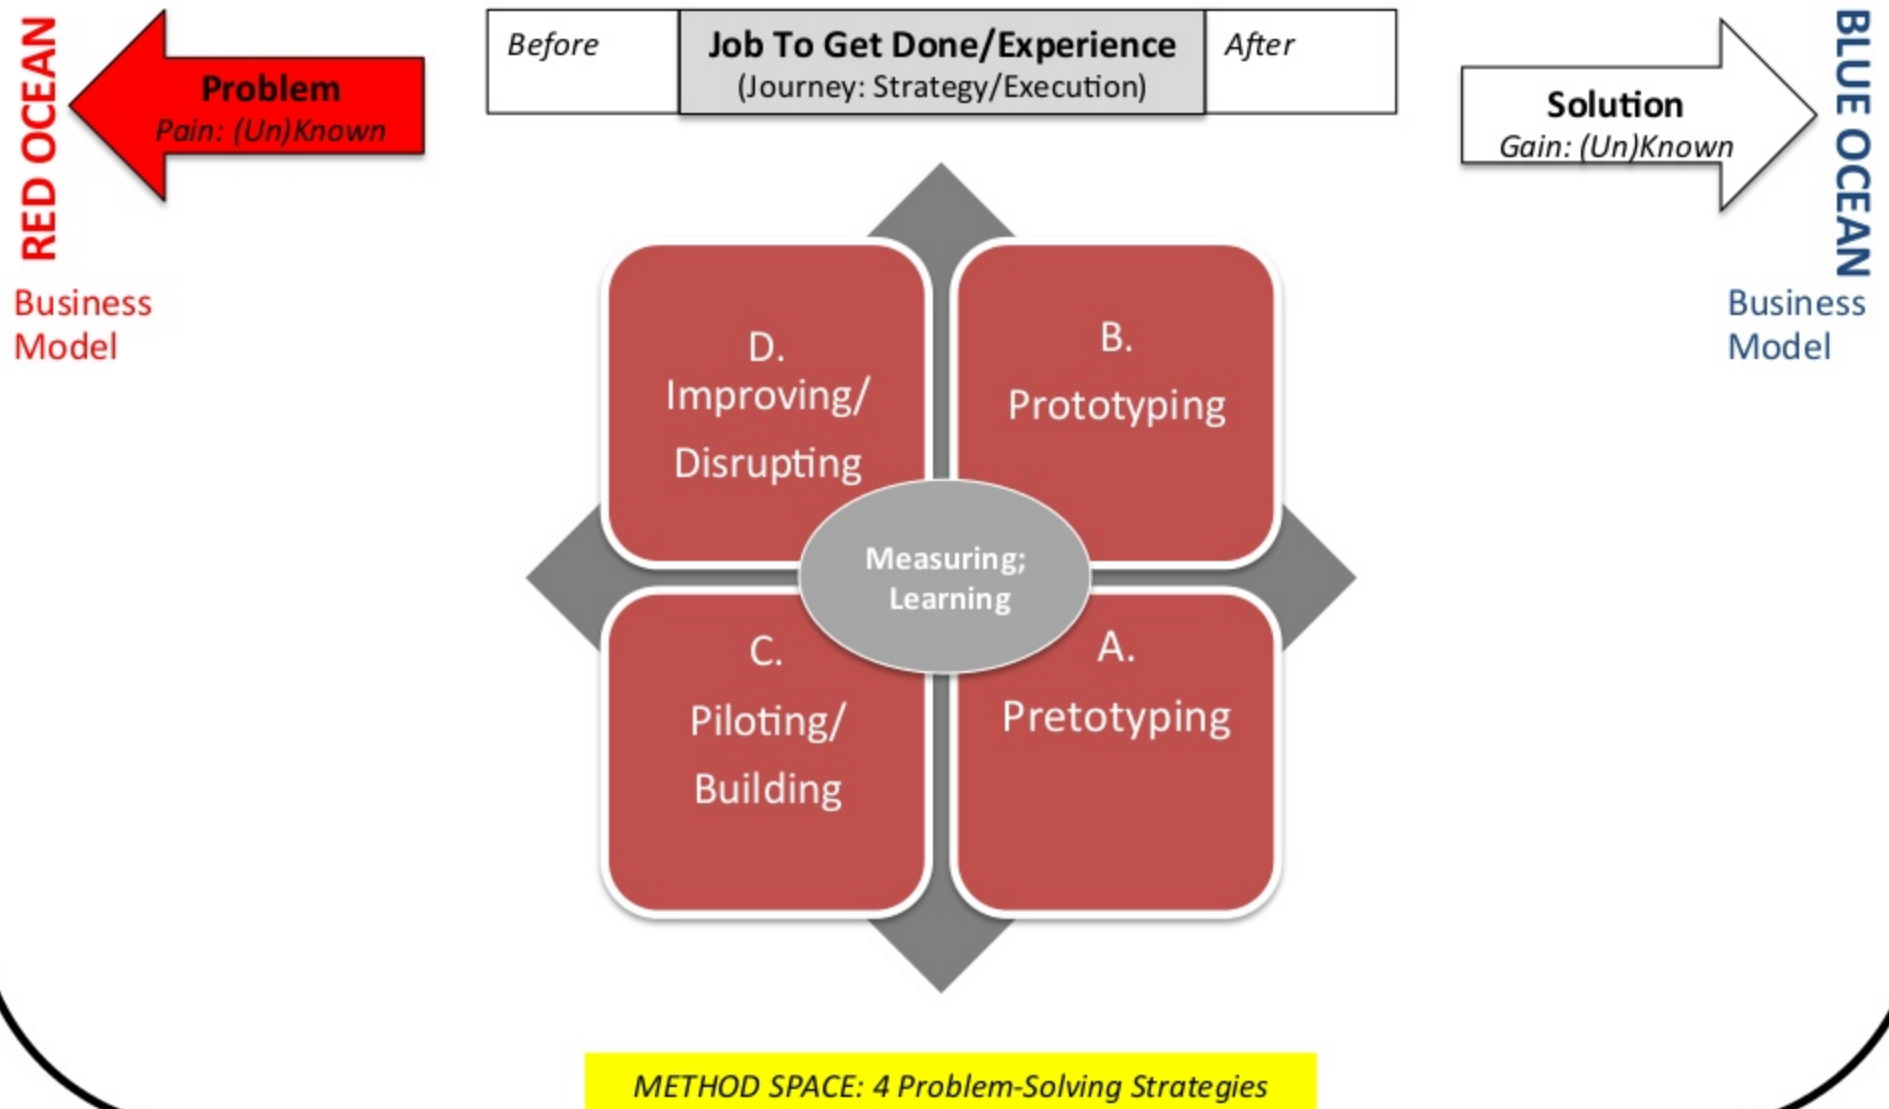 RED OCEAN
Business
Model
Problem
Pain: (Un)Known
Before
Job To Get Done/Experience
(Journey: Strategy/Execution)
After
Solution
Gain: (Un)Known
BLUE OCEAN
Business
Model
D.
Improving/
Disrupting
B.
Prototyping
Measuring;
Learning
C.
Piloting/
Building
A.
Pretotyping
METHOD SPACE: 4 Problem-Solving Strategies